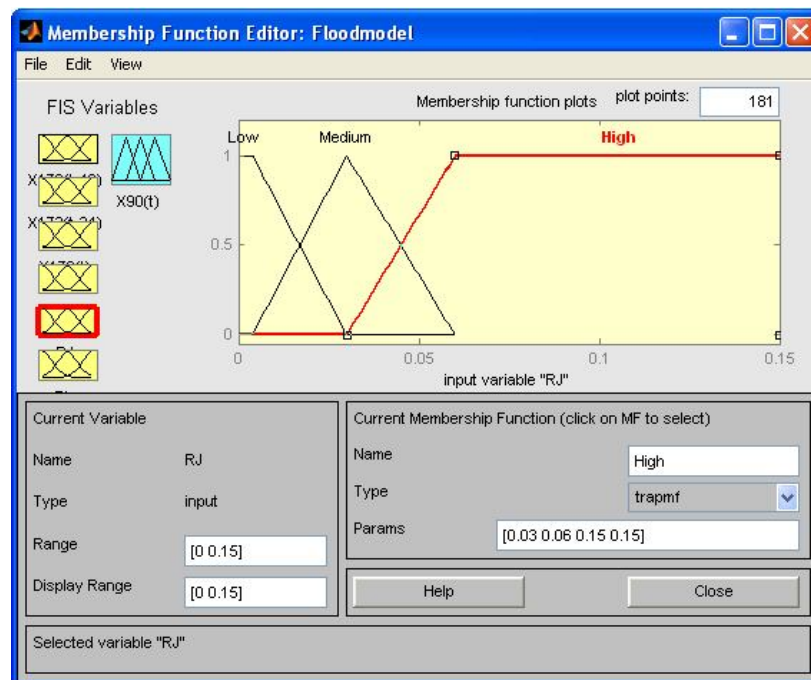 Membership Function Editor: Floodmodel
File Edit View
FIS Variables
Membership function plots plot points: 181
X90(t)
Low Medium High
1
0.5
0
0 0.05 0.1 0.15
input variable "RJ"
Current Variable
Name RJ
Type input
Range [0 0.15]
Display Range [0 0.15]
Current Membership Function (click on MF to select)
Name High
Type trapmf
Params [0.03 0.06 0.15 0.15]
Help Close
Selected variable "RJ"